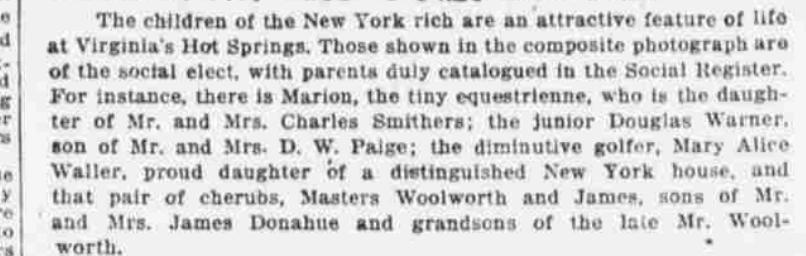 The children of the New York rich are an attractive feature of life
at Virginia's Hot Springs. Those shown in the composite photograph are
of the social elect, with parents duly catalogued in the Social Register.
For instance, there is Marion, the tiny equestrienne, who is the daugh-
ter of Mr. and Mrs. Charles Smithers; the junior Douglas Warner,
son of Mr. and Mrs. D. W. Paige; the diminutive golfer, Mary Alice
Waller, proud daughter of a distinguished New York house, and
that pair of cherubs, Masters Woolworth and James, sons of Mr.
and Mrs. James Donahue and grandsons of the late Mr. Wool-
worth.